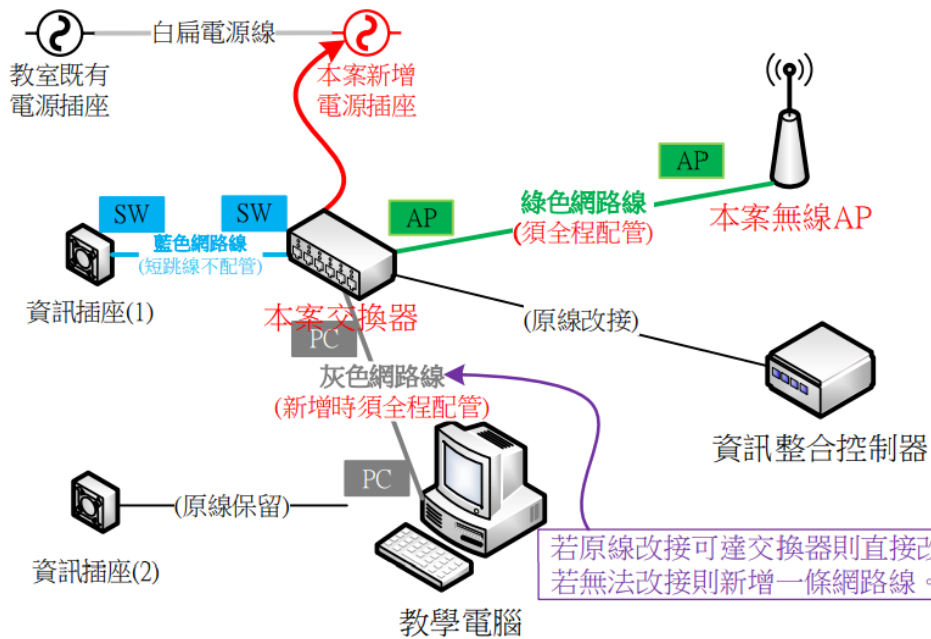 白扁電源線
教室既有
電源插座
本案新增
電源插座
AP
SW
SW
AP
綠色網路線
(須全程配管)
本案無線AP
藍色網路線
(短跳線不配管)
資訊插座(1)
本案交換器
(原線改接)
PC
灰色網路線
(新增時須全程配管)
資訊整合控制器
PC
(原線保留)
資訊插座(2)
若原線改接可達交換器則直接改
若無法改接則新增一條網路線。
教學電腦